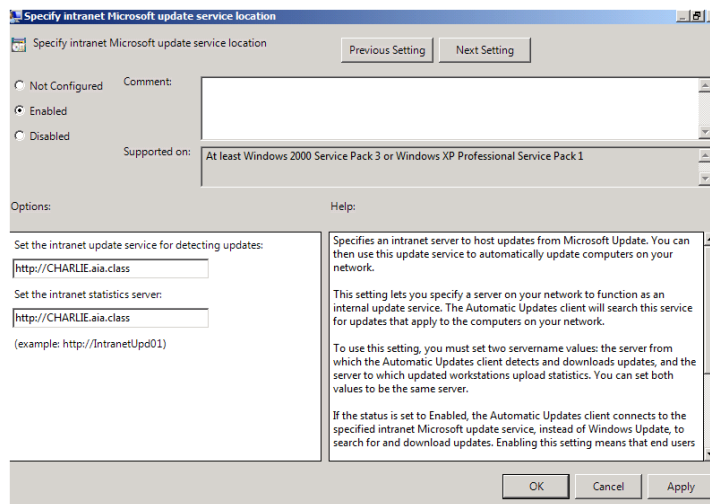 Specify intranet Microsoft update service location
Specify intranet Microsoft update service location
Previous Setting
Next Setting
Not Configured
Comment:
Enabled
Disabled
Supported on:
At least Windows 2000 Service Pack 3 or Windows XP Professional Service Pack 1
Options:
Help:
Set the intranet update service for detecting updates:
http://CHARLIE.aia.class
Set the intranet statistics server:
http://CHARLIE.aia.class
(example: http://IntranetUpd01)
Specifies an intranet server to host updates from Microsoft Update. You can
then use this update service to automatically update computers on your
network.
This setting lets you specify a server on your network to function as an
internal update service. The Automatic Updates client will search this service
for updates that apply to the computers on your network.
To use this setting, you must set two servername values: the server from
which the Automatic Updates client detects and downloads updates, and the
server to which updated workstations upload statistics. You can set both
values to be the same server.
If the status is set to Enabled, the Automatic Updates client connects to the
specified intranet Microsoft update service, instead of Windows Update, to
search for and download updates. Enabling this setting means that end users
OK
Cancel
Apply